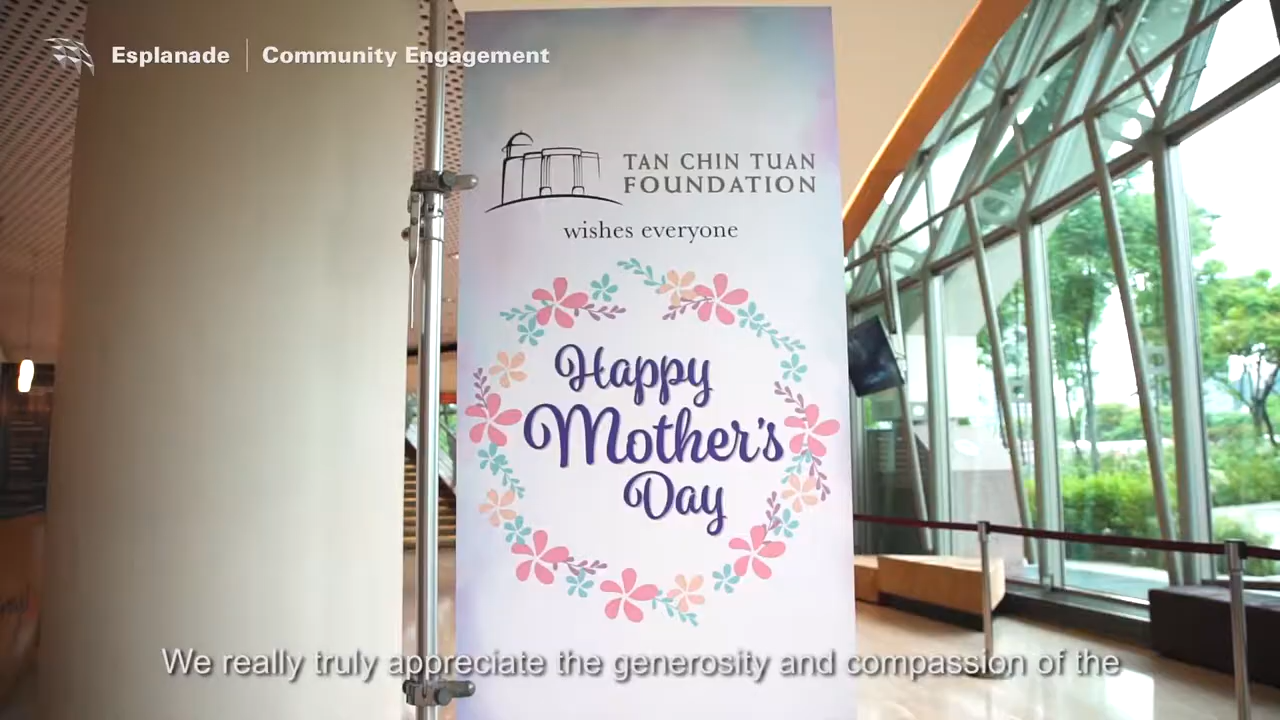 Esplanade | Community Engagement
TAN CHIN TUAN
FOUNDATION
wishes everyone
Happy
Mother's
Day
We really truly appreciate the generosity and compassion of the